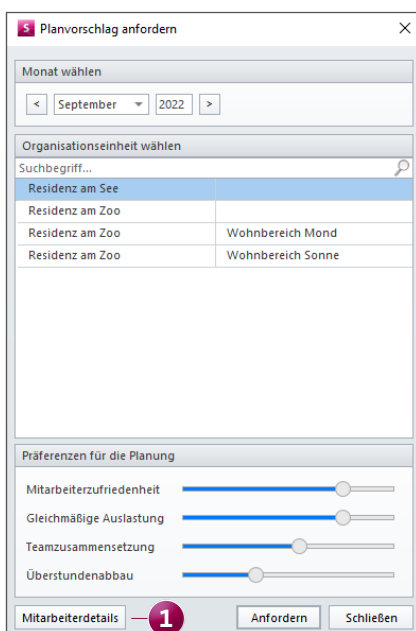 S Planvorschlag anfordern
Monat wählen
< September 2022 >
Organisationseinheit wählen
Suchbegriff...
Residenz am See
Residenz am Zoo
Residenz am Zoo Wohnbereich Mond
Residenz am Zoo Wohnbereich Sonne
Präferenzen für die Planung
Mitarbeiterzufriedenheit
Gleichmäßige Auslastung
Teamzusammensetzung
Überstundenabbau
Mitarbeiterdetails 1 Anfordern Schließen